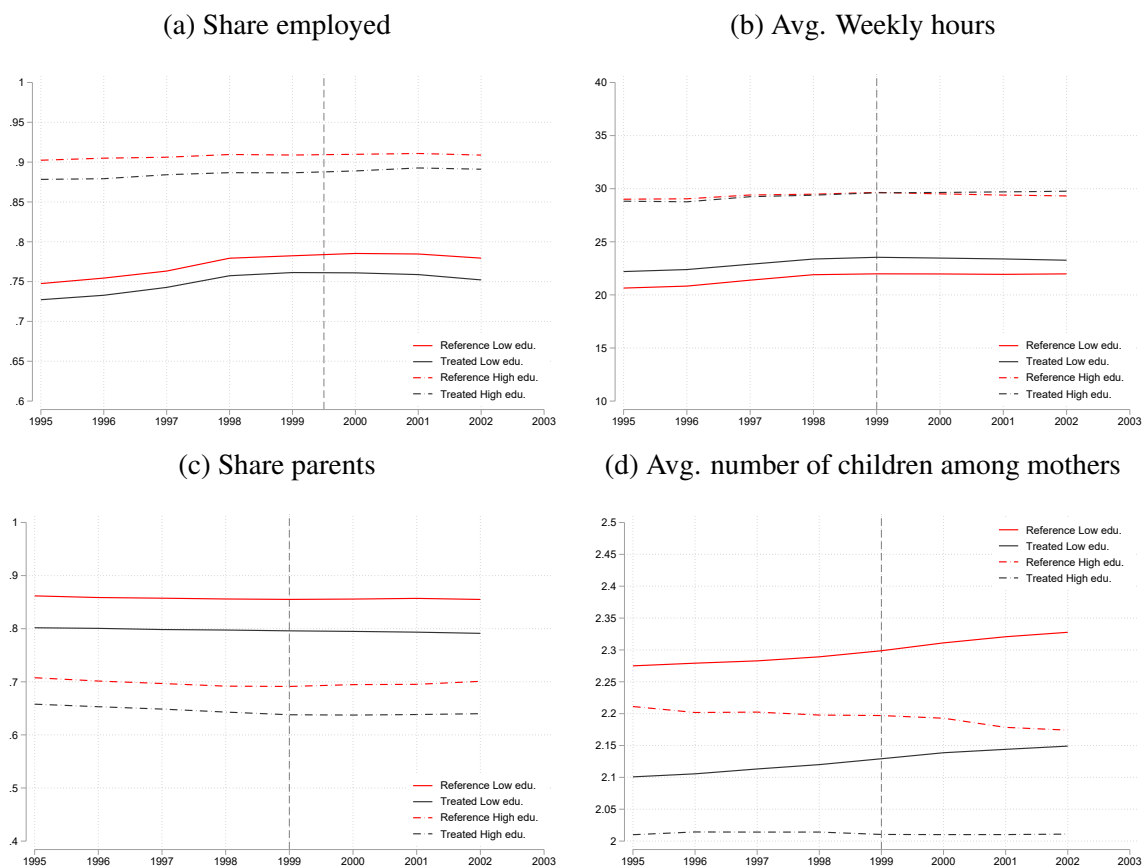 (a) Share employed
1
.95
.9
.85
.8
.75
.7
.65
.6
Reference Low edu.
Treated Low edu.
Reference High edu.
Treated High edu.
1995 1996 1997 1998 1999 2000 2001 2002 2003
(b) Avg. Weekly hours
40
35
30
25
20
15
10
Reference Low edu.
Treated Low edu.
Reference High edu.
Treated High edu.
1995 1996 1997 1998 1999 2000 2001 2002 2003
(c) Share parents
1
.9
.8
.7
.6
.5
.4
Reference Low edu.
Treated Low edu.
Reference High edu.
Treated High edu.
1995 1996 1997 1998 1999 2000 2001 2002 2003
(d) Avg. number of children among mothers
2.5
2.45
2.4
2.35
2.3
2.25
2.2
2.15
2.1
2.05
2
Reference Low edu.
Treated Low edu.
Reference High edu.
Treated High edu.
1995 1996 1997 1998 1999 2000 2001 2002 2003